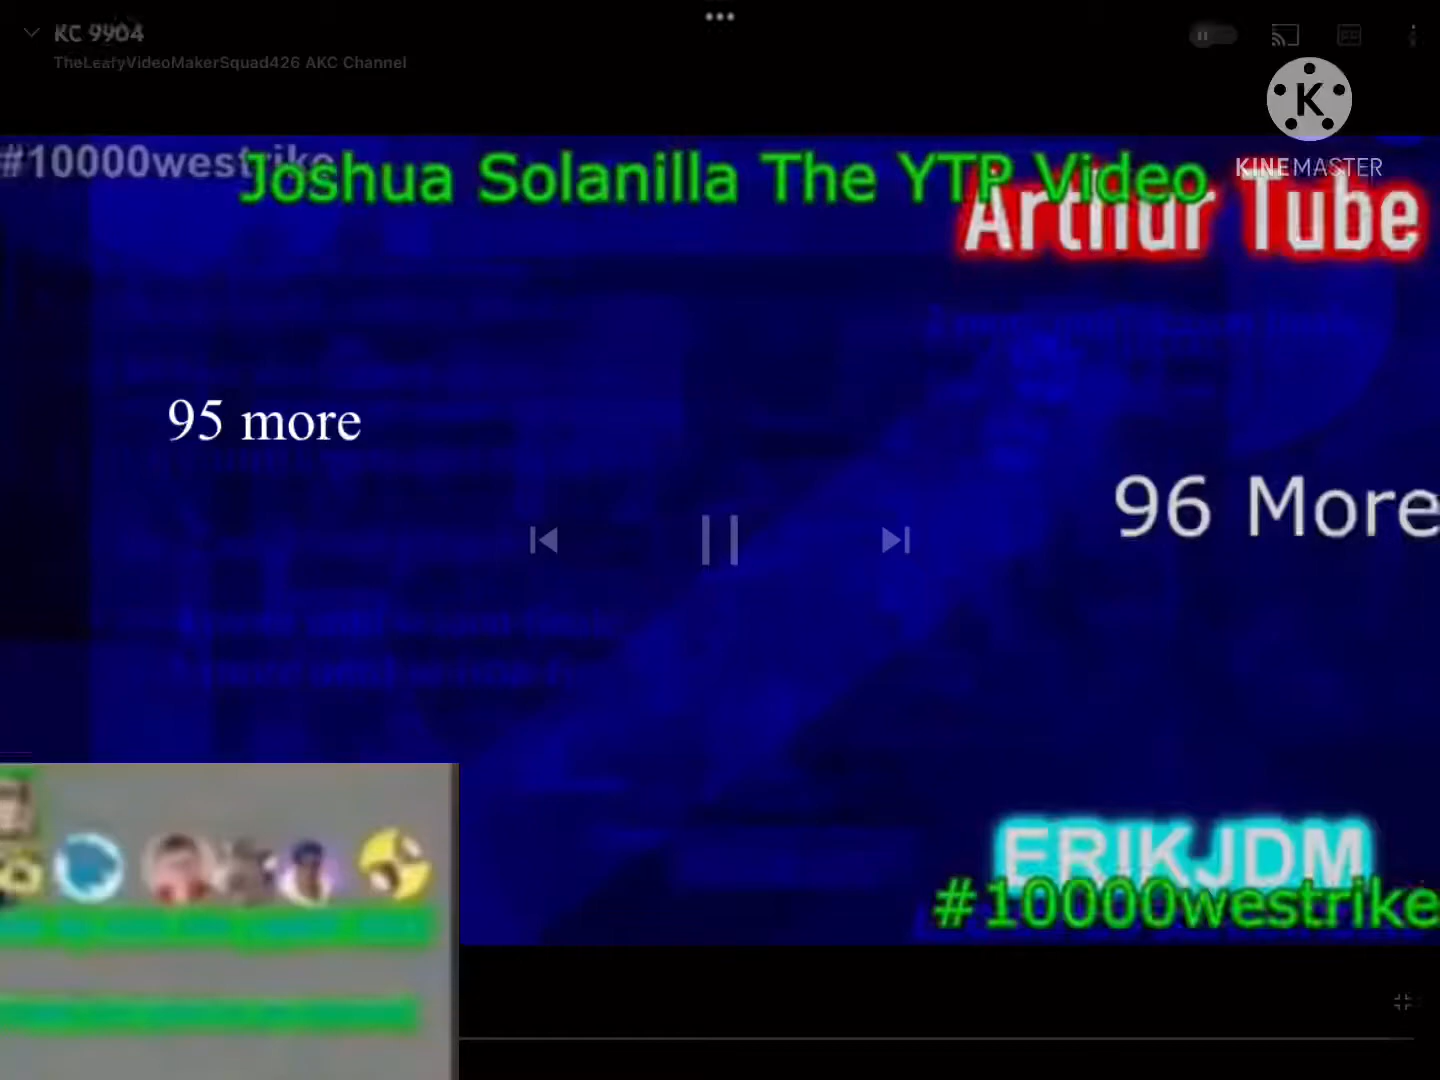 KC 9904
TheLeafyVideoMakerSquad426 AKC Channel
K
KINEMASTER
#10000westrike
Joshua Solanilla The YTP Video
Arthur Tube
95 more
96 More
ERIKJDM
#10000westrike